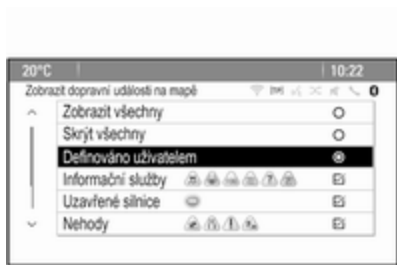 20°C 10:22
Zobrazit dopravní události na mapě
Zobrazit všechny
Skrýt všechny
Definováno uživatelem
Informační služby
Uzavřené silnice
Nehody